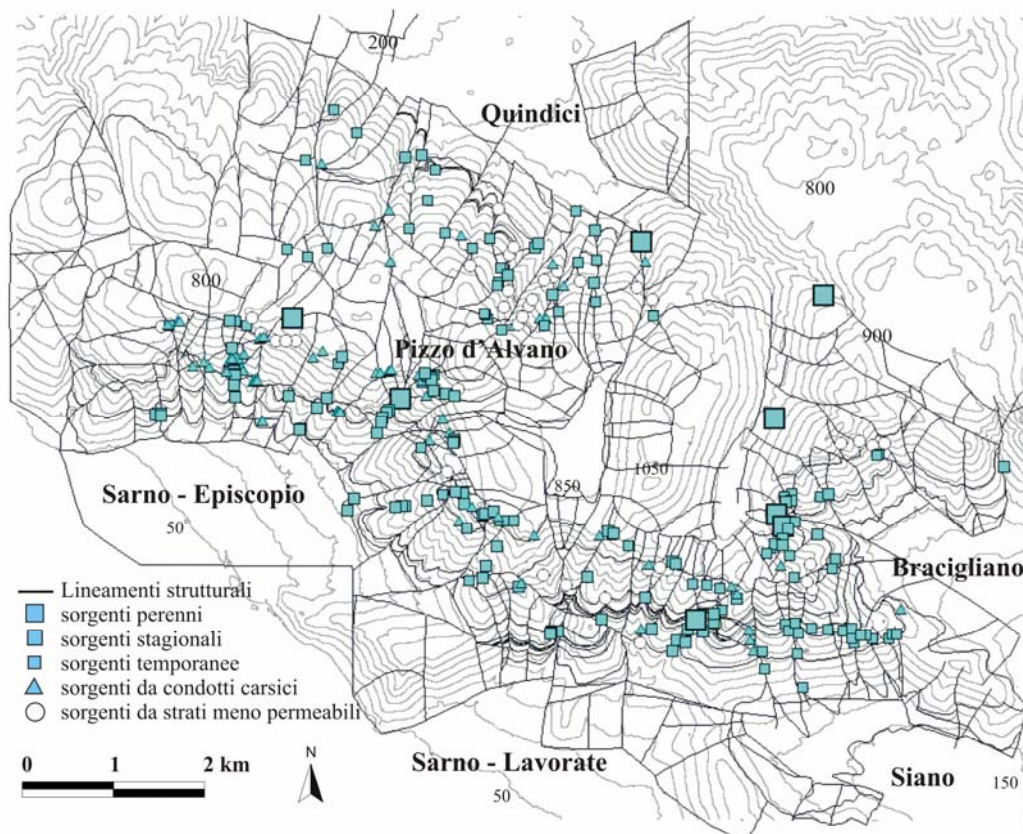 200
Quindici
800
800
900
Pizzo d'Alvano
1050
850
Sarno - Episcopio
50
Bracigliano
Lineamenti strutturali
sorgenti perenni
sorgenti stagionali
sorgenti temporanee
sorgenti da condotti carsici
sorgenti da strati meno permeabili
0 1 2 km
N
Sarno - Lavorate
Siano
150
50